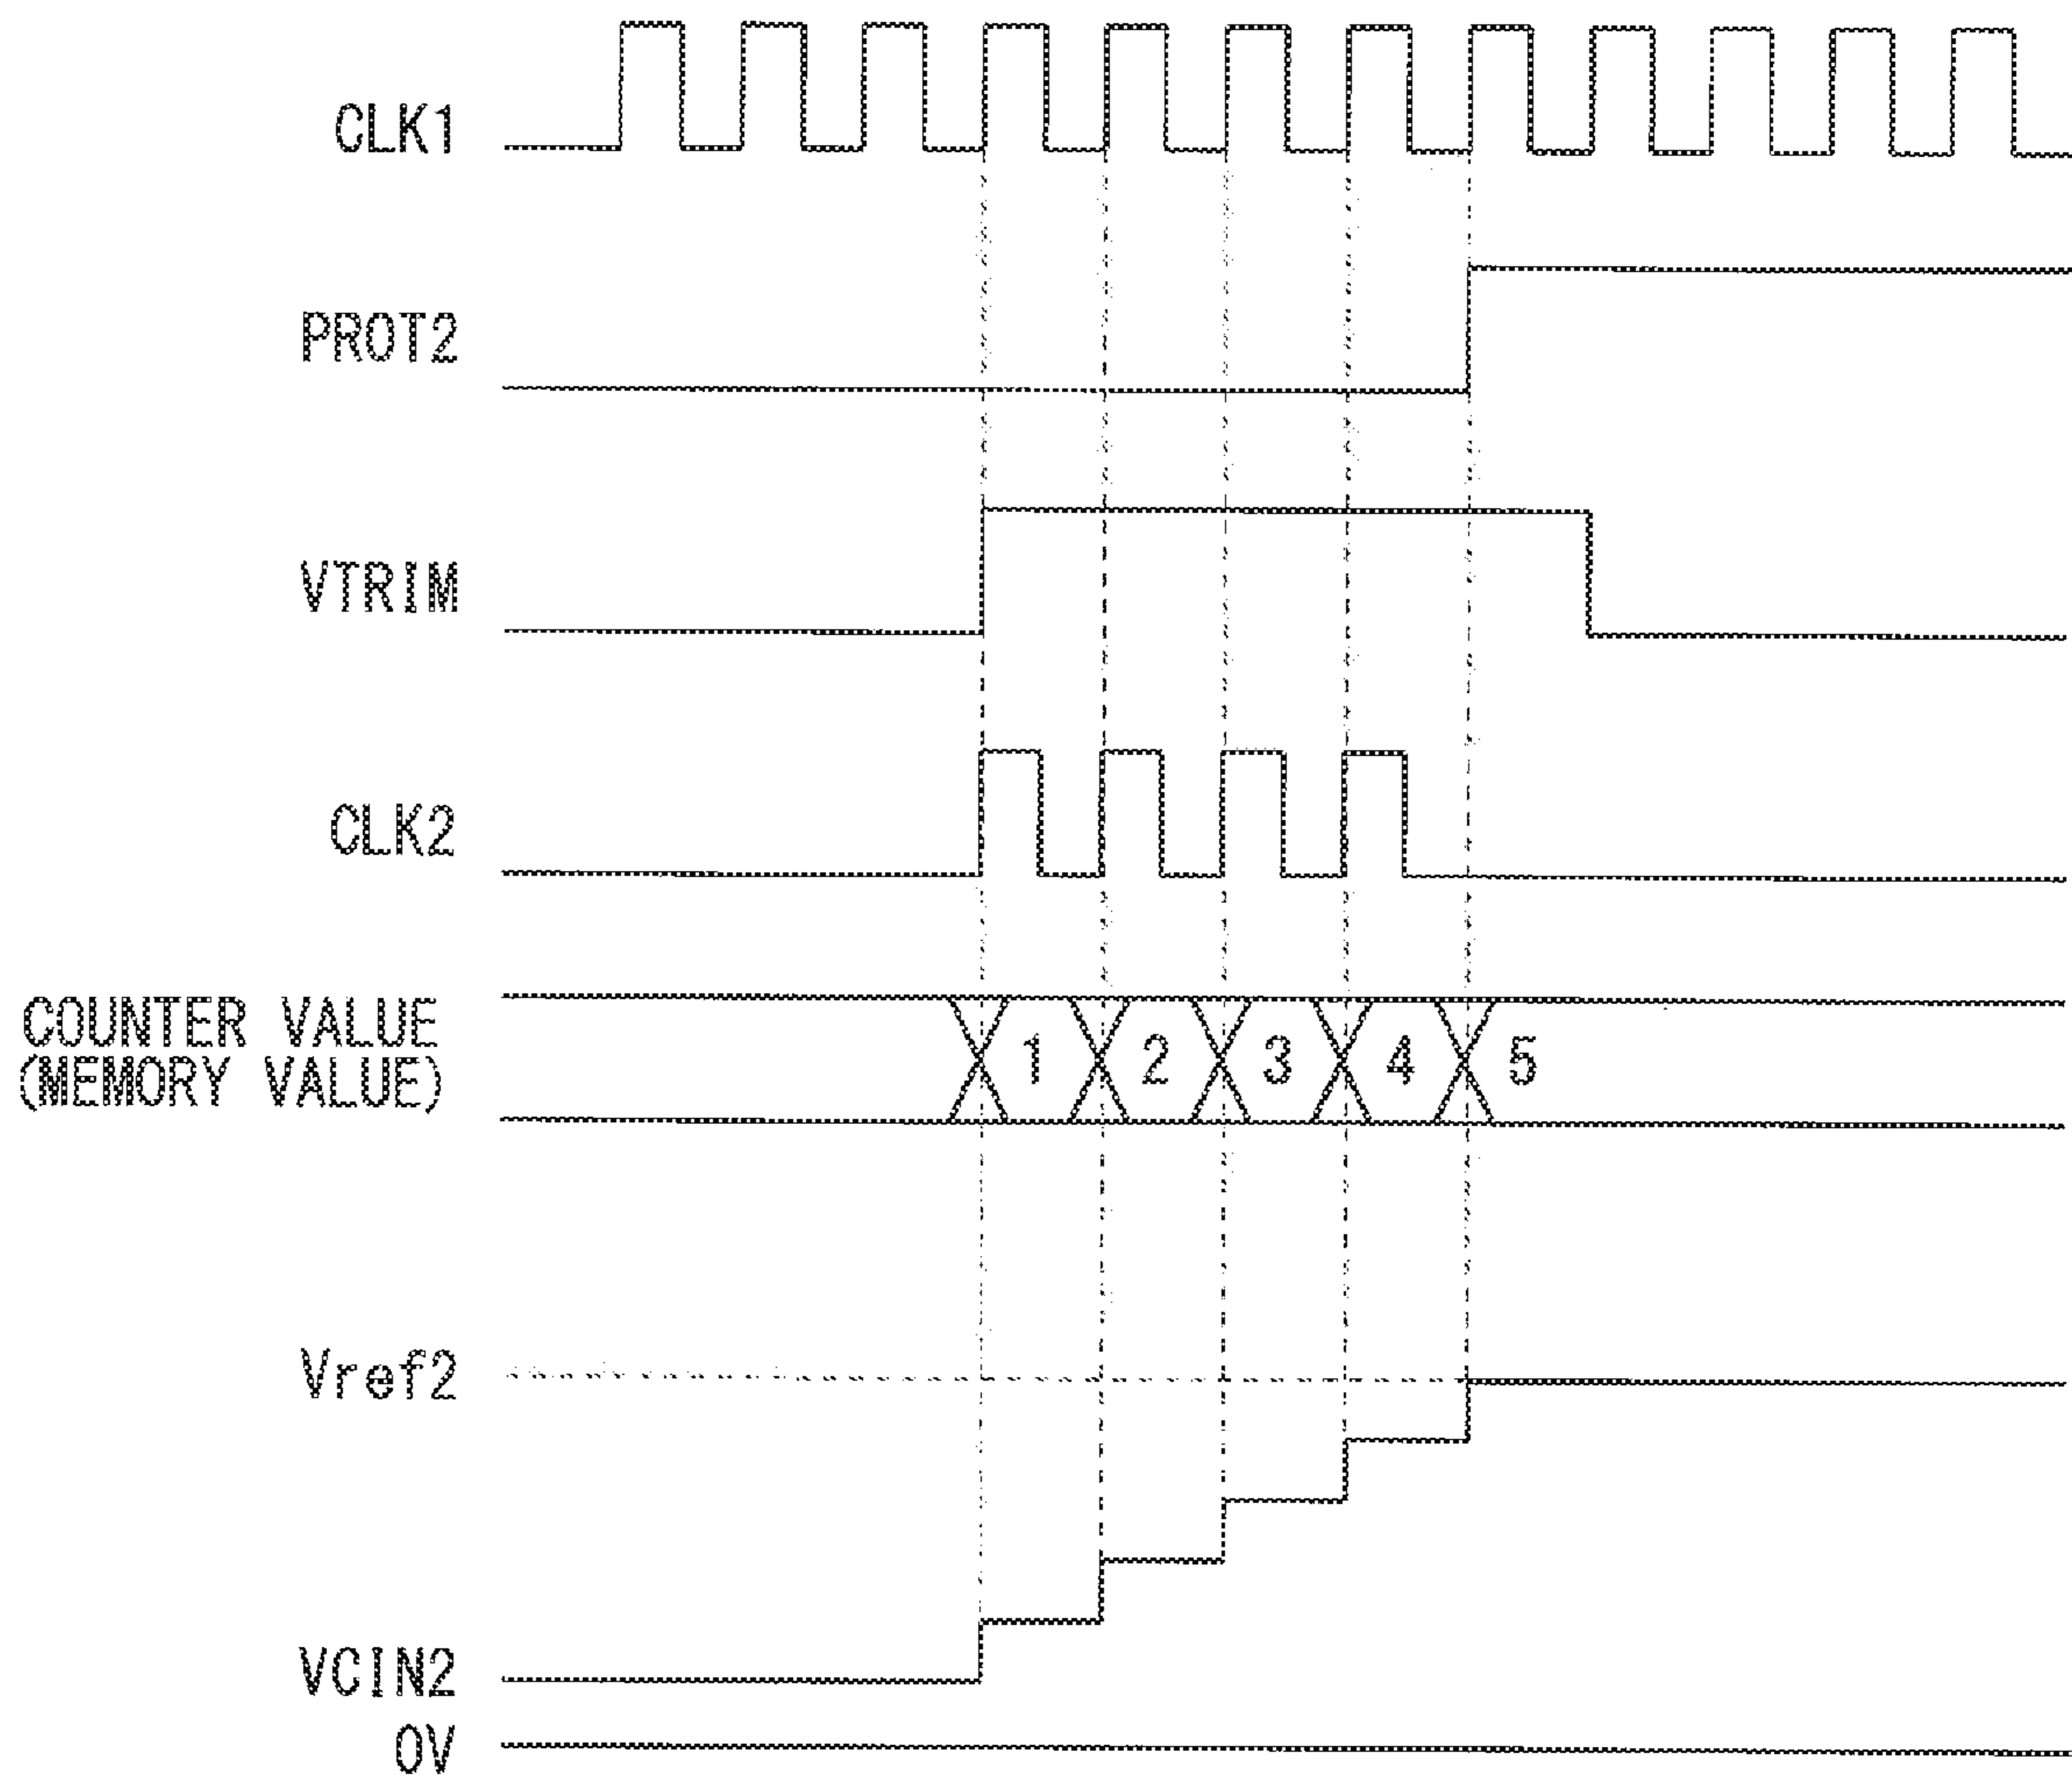 CLK1
PROT2
VTRIM
CLK2
COUNTER VALUE
(MEMORY VALUE)
1 2 3 4 5
Vref2
VCIN2
0V